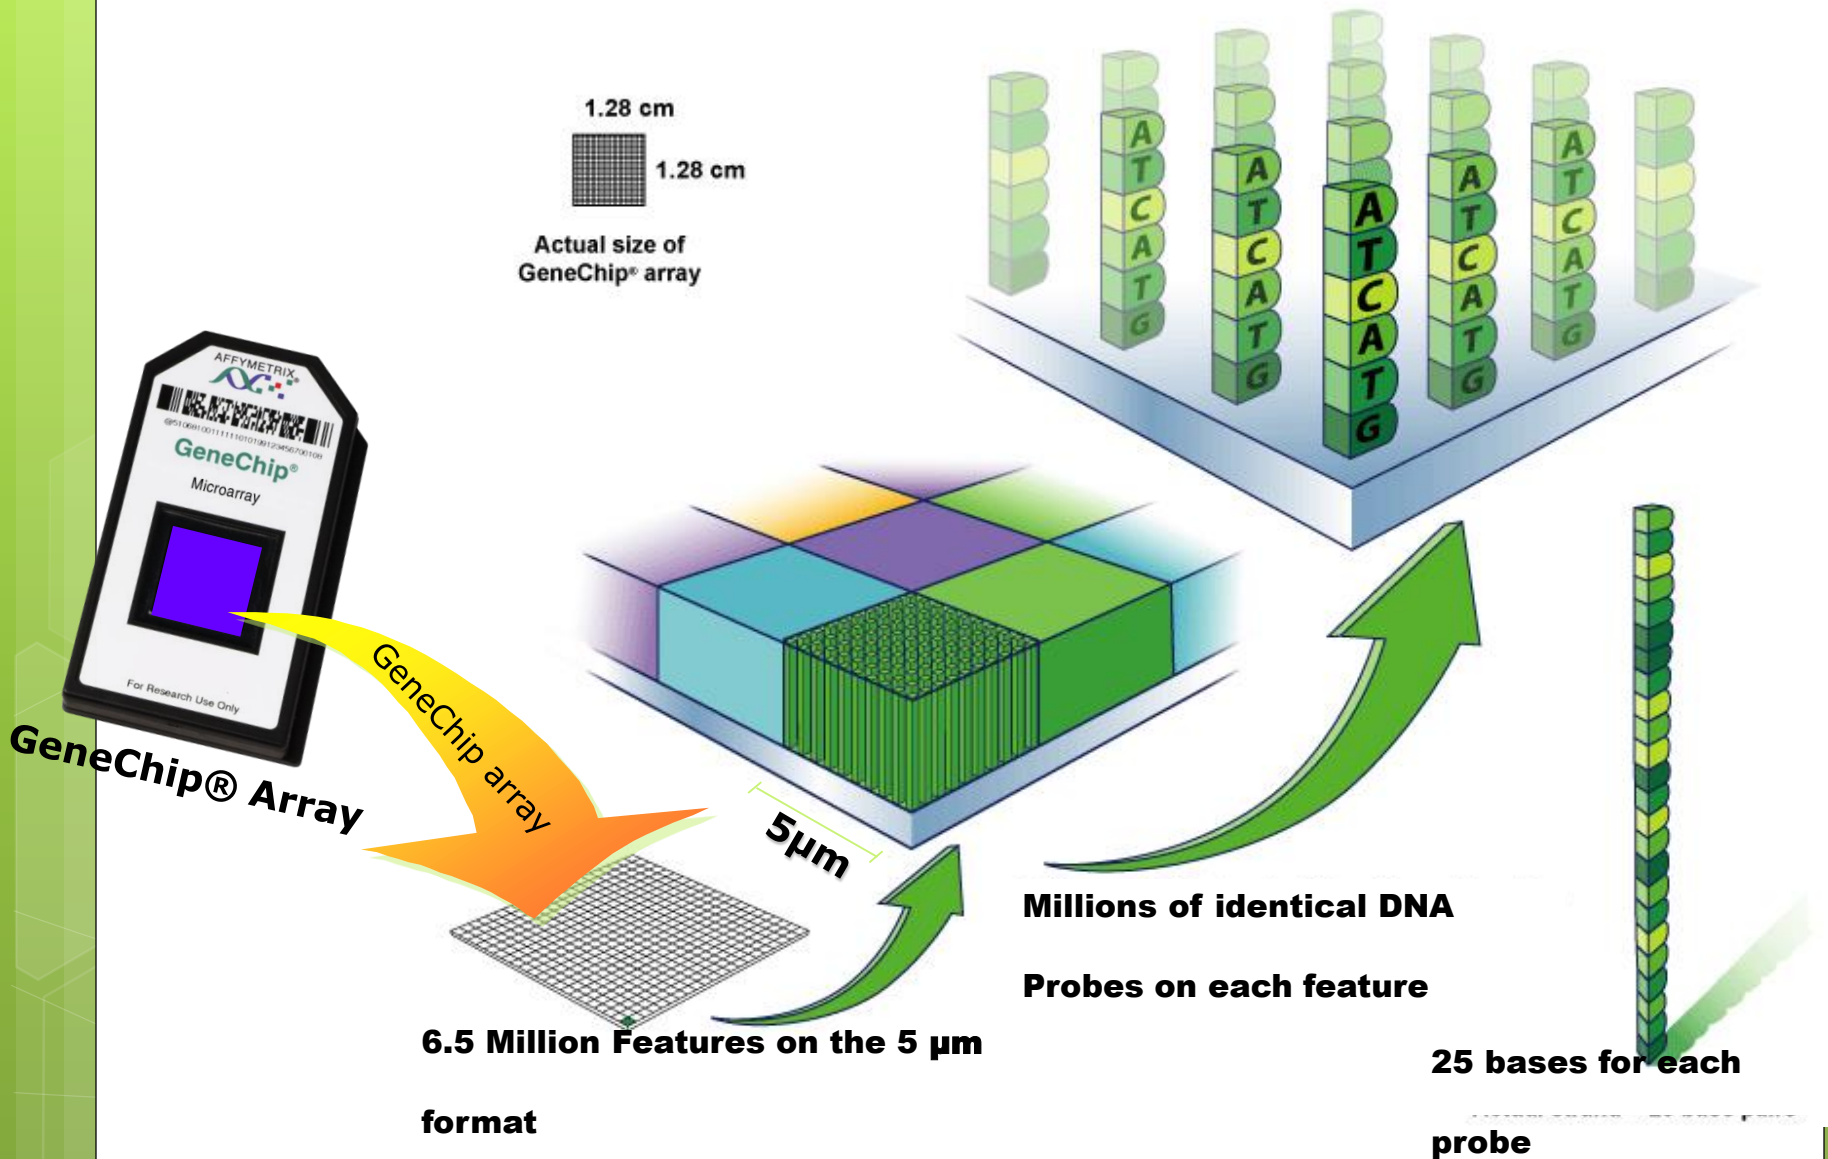 1.28 cm
1.28 cm
Actual size of
GeneChip® array
AFFYMETRIX®
GeneChip®
Microarray
For Research Use Only
GeneChip® Array
GeneChip array
5µm
6.5 Million Features on the 5 µm
format
Millions of identical DNA
Probes on each feature
25 bases for each
probe
A T C A T G
A T C A T G
A T C A T G
A T C A T G
A T C A T G